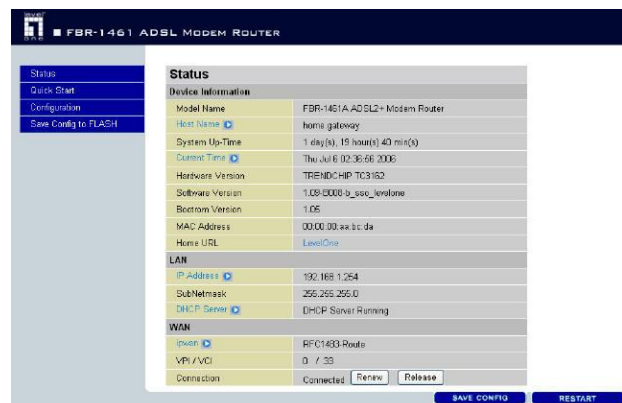 level one
FBR-1461 ADSL MODEM ROUTER
Status
Quick Start
Configuration
Save Config to FLASH
Status
Device Information
Model Name FBR-1461A ADSL2+ Modem Router
Host Name home.gateway
System Up-Time 1 day(s), 19 hour(s) 40 min(s)
Current Time Thu Jul 6 02:36:56 2006
Hardware Version TRENDCHIP TC3162
Software Version
Bootrom Version 1.05
MAC Address 00:00:00:aa:bc:da
Home URL LevelOne
LAN
IP Address 192.168.1.254
SubNetmask 255.255.255.0
DHCP Server DHCP Server Running
WAN
ipwan RFC1483-Route
VPI / VCI 0 / 33
Connection Connected Renew Release
SAVE CONFIG RESTART